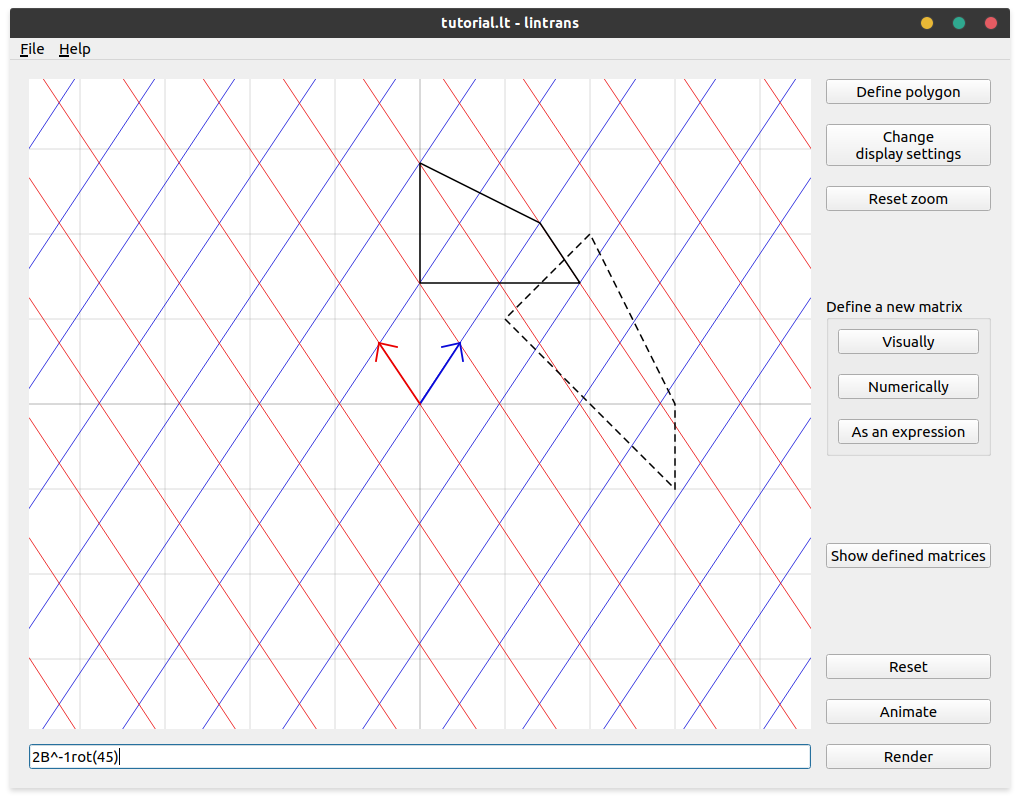 tutorial.lt - lintrans
File Help
Define polygon
Change
display settings
Reset zoom
Define a new matrix
Visually
Numerically
As an expression
Show defined matrices
Reset
Animate
2B^-1rot(45)
Render